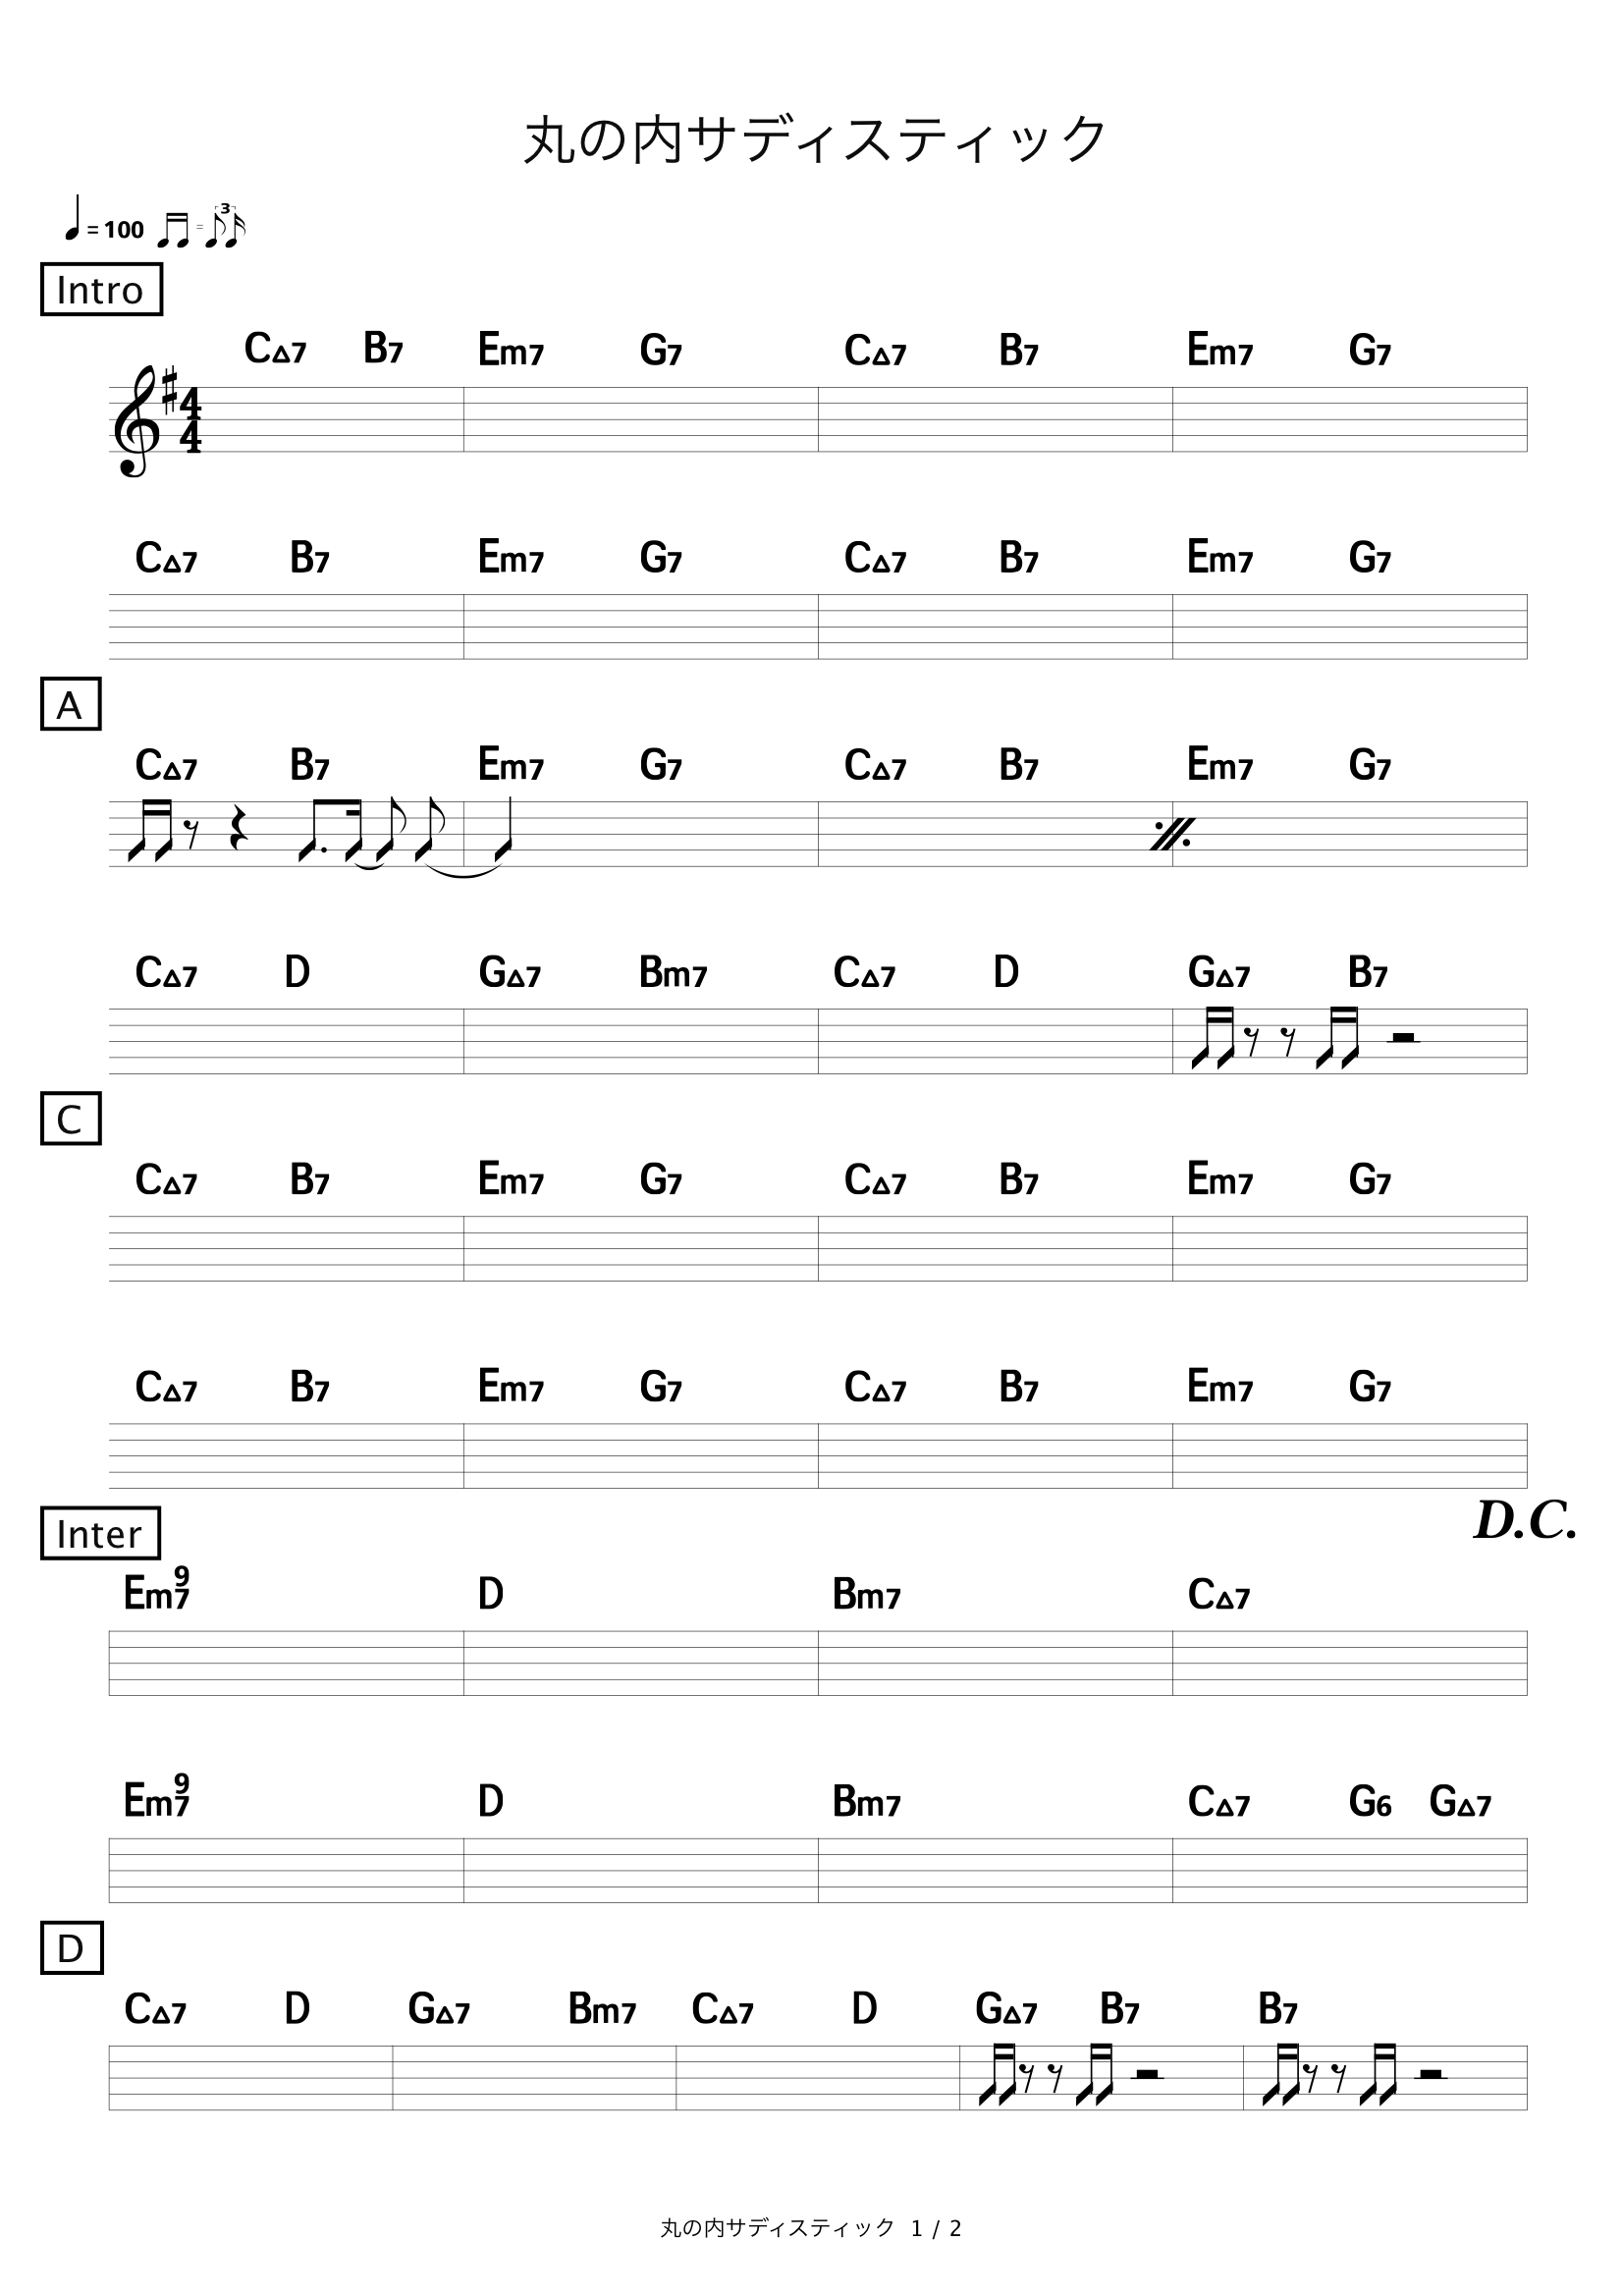 丸の内サディスティック
=100 = 3
Intro
C△7 B7 Em7 G7 C△7 B7 Em7 G7
4
4
C△7 B7 Em7 G7 C△7 B7 Em7 G7
A
C△7 B7 Em7 G7 C△7 B7 Em7 G7
C△7 D G△7 Bm7 C△7 D G△7 B7
C
C△7 B7 Em7 G7 C△7 B7 Em7 G7
C△7 B7 Em7 G7 C△7 B7 Em7 G7
D.C.
Inter
Em7 9 D Bm7 C△7
Em7 9 D Bm7 C△7 G6 G△7
D
C△7 D G△7 Bm7 C△7 D G△7 B7 B7
丸の内サディスティック 1 / 2